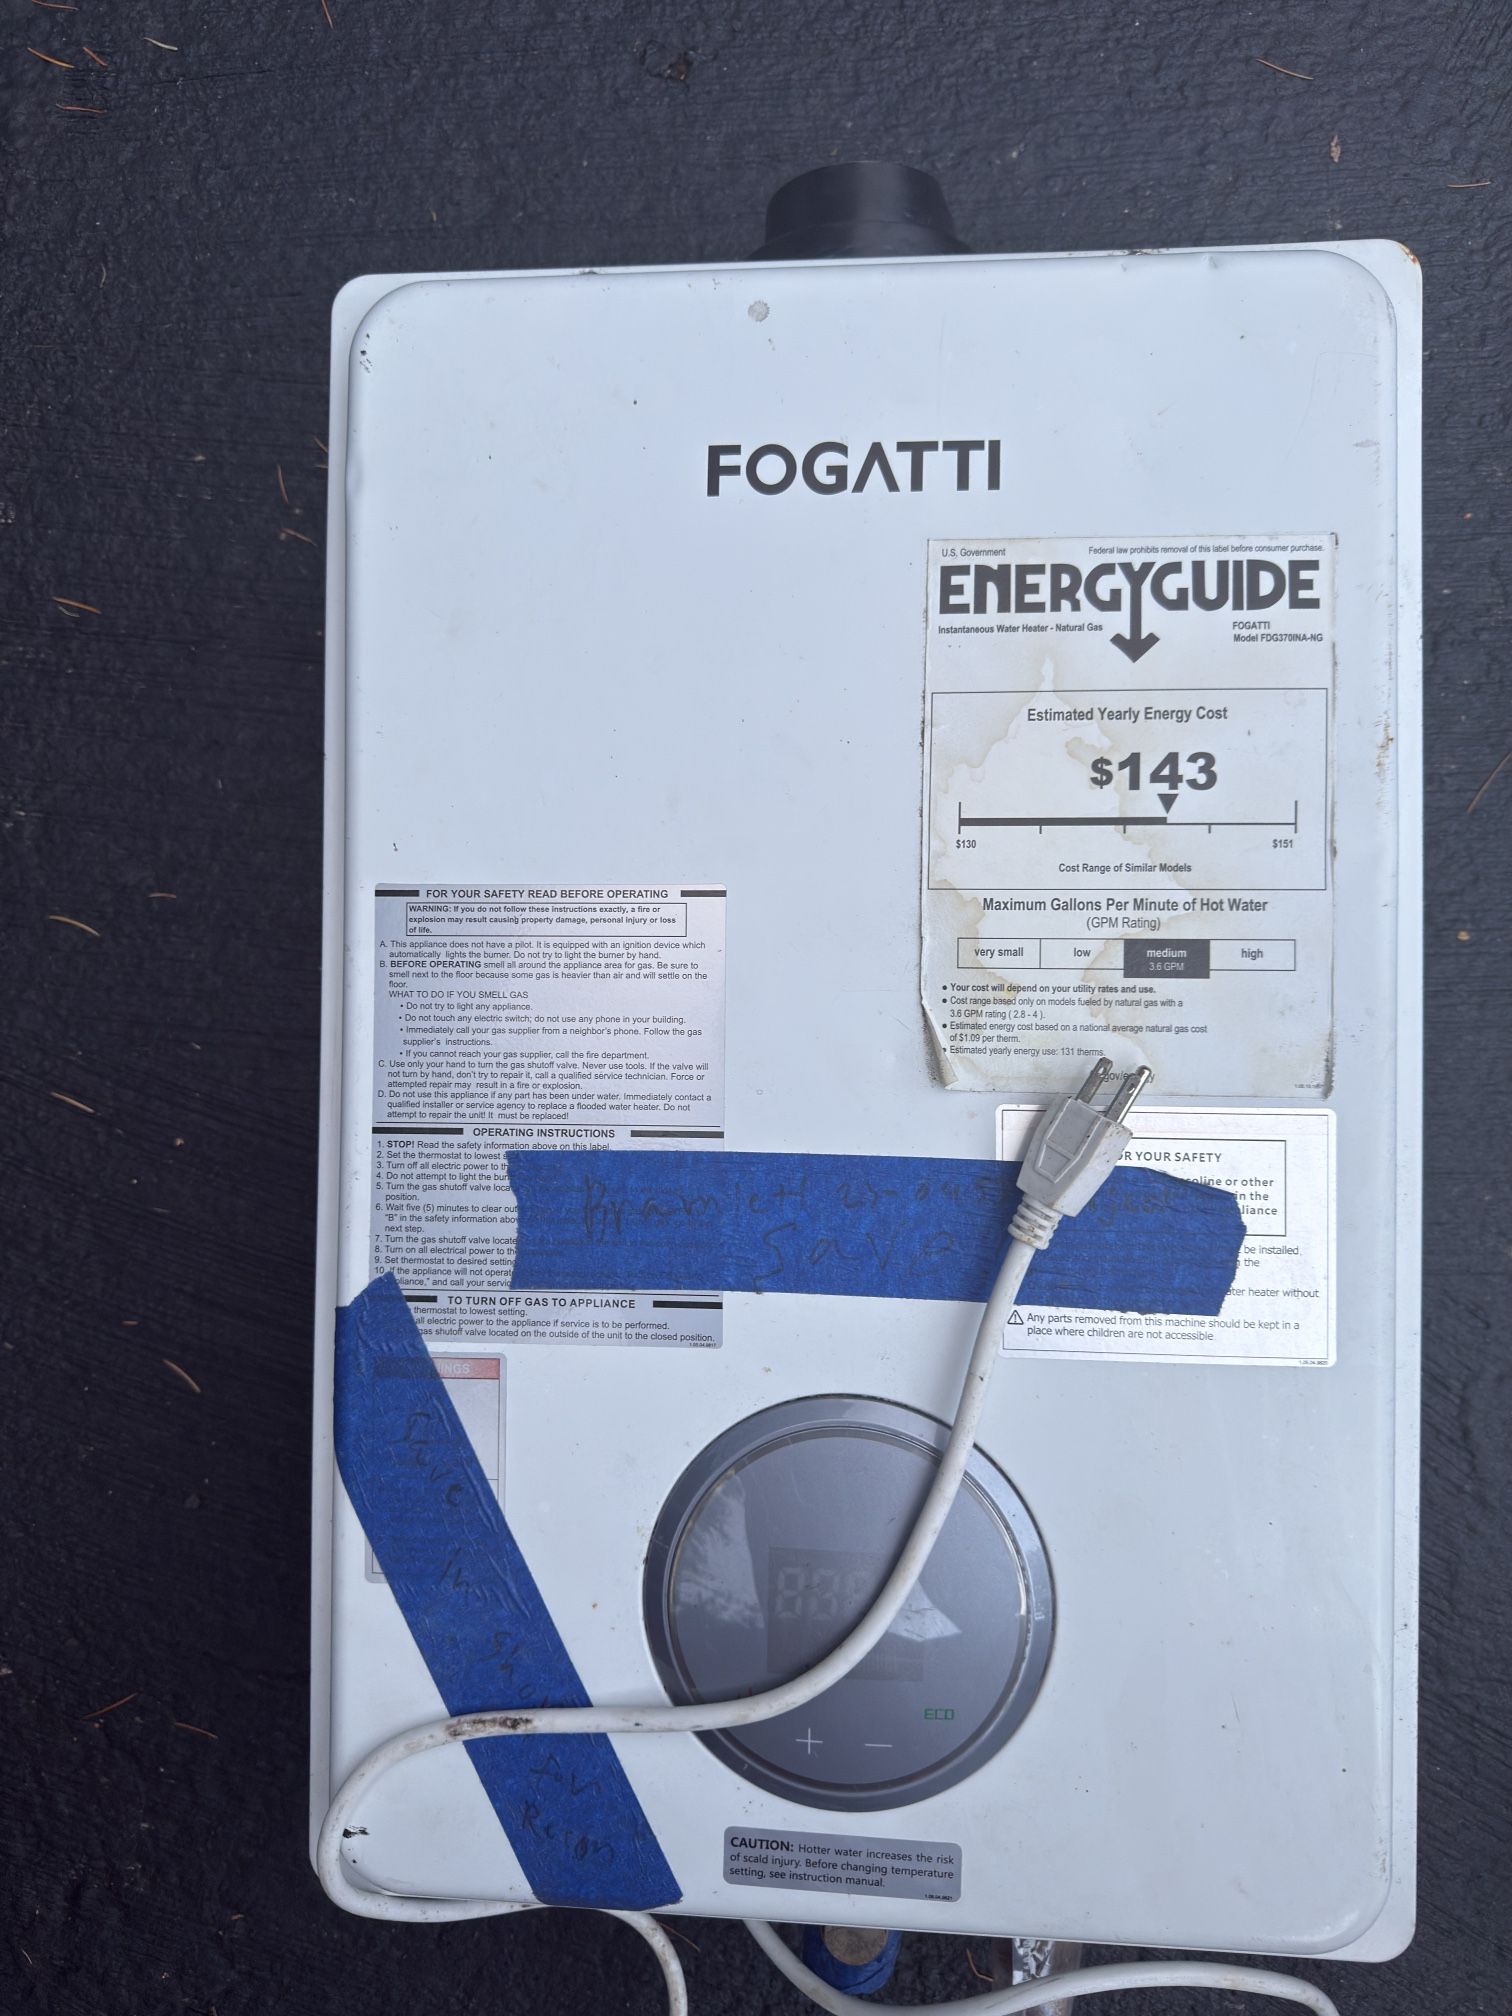 FOGATTI
U.S. Government Federal law prohibits removal of this label before consumer purchase.
ENERGYGUIDE
Instantaneous Water Heater - Natural Gas
FOGATTI
Model FDG370INA-NG
Estimated Yearly Energy Cost
$143
$130 $151
Cost Range of Similar Models
Maximum Gallons Per Minute of Hot Water
(GPM Rating)
very small low medium high
3.6 GPM
• Your cost will depend on your utility rates and use.
• Cost range based only on models fueled by natural gas with a
3.6 GPM rating ( 2.8 - 4 ).
• Estimated energy cost based on a national average natural gas cost
of $1.09 per therm.
• Estimated yearly energy use: 131 therms.
FOR YOUR SAFETY READ BEFORE OPERATING
WARNING: If you do not follow these instructions exactly, a fire or
explosion may result causing property damage, personal injury or loss
of life.
A. This appliance does not have a pilot. It is equipped with an ignition device which
automatically lights the burner. Do not try to light the burner by hand.
B. BEFORE OPERATING smell all around the appliance area for gas. Be sure to
smell next to the floor because some gas is heavier than air and will settle on the
floor.
WHAT TO DO IF YOU SMELL GAS
• Do not try to light any appliance.
• Do not touch any electric switch; do not use any phone in your building.
• Immediately call your gas supplier from a neighbor's phone. Follow the gas
supplier's instructions.
• If you cannot reach your gas supplier, call the fire department.
C. Use only your hand to turn the gas shutoff valve. Never use tools. If the valve will
not turn by hand, don't try to repair it, call a qualified service technician. Force or
attempted repair may result in a fire or explosion.
D. Do not use this appliance if any part has been under water. Immediately contact a
qualified installer or service agency to replace a flooded water heater. Do not
attempt to repair the unit! It must be replaced!
OPERATING INSTRUCTIONS
1. STOP! Read the safety information above on this label.
2. Set the thermostat to lowest
3. Turn off all electric power to
4. Do not attempt to light the
5. Turn the gas shutoff valve
position.
6. Wait five (5) minutes to clear
"B" in the safety information
next step.
7. Turn the gas shutoff valve
8. Turn on all electrical power to
9. Set thermostat to desired
10. If the appliance will not
and call your
TO TURN OFF GAS TO APPLIANCE
thermostat to lowest setting.
all electric power to the appliance if service is to be performed.
gas shutoff valve located on the outside of the unit to the closed position.
YOUR SAFETY
or other
in the
be installed,
the
heater without
Any parts removed from this machine should be kept in a
place where children are not accessible
Save
in
for
ECO
+ −
CAUTION: Hotter water increases the risk
of scald injury. Before changing temperature
setting, see instruction manual.